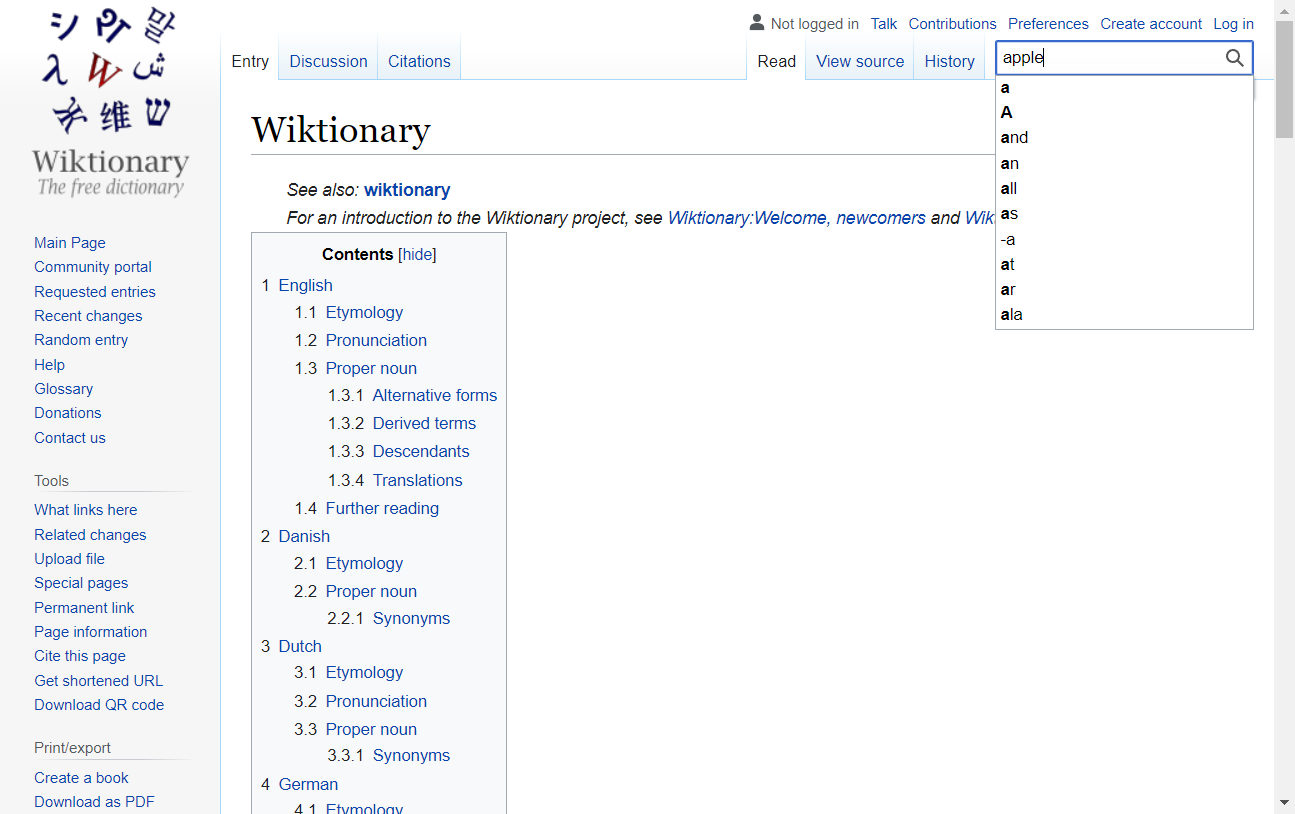 Wiktionary
The free dictionary
Main Page
Community portal
Requested entries
Recent changes
Random entry
Help
Glossary
Donations
Contact us
Tools
What links here
Related changes
Upload file
Special pages
Permanent link
Page information
Cite this page
Get shortened URL
Download QR code
Print/export
Create a book
Download as PDF
Not logged in Talk Contributions Preferences Create account Log in
Entry Discussion Citations Read View source History
apple
a
A
and
an
all
as
-a
at
ar
ala
Wiktionary
See also: wiktionary
For an introduction to the Wiktionary project, see Wiktionary:Welcome, newcomers and Wik
Contents [hide]
1 English
1.1 Etymology
1.2 Pronunciation
1.3 Proper noun
1.3.1 Alternative forms
1.3.2 Derived terms
1.3.3 Descendants
1.3.4 Translations
1.4 Further reading
2 Danish
2.1 Etymology
2.2 Proper noun
2.2.1 Synonyms
3 Dutch
3.1 Etymology
3.2 Pronunciation
3.3 Proper noun
3.3.1 Synonyms
4 German
4.1 Etymology